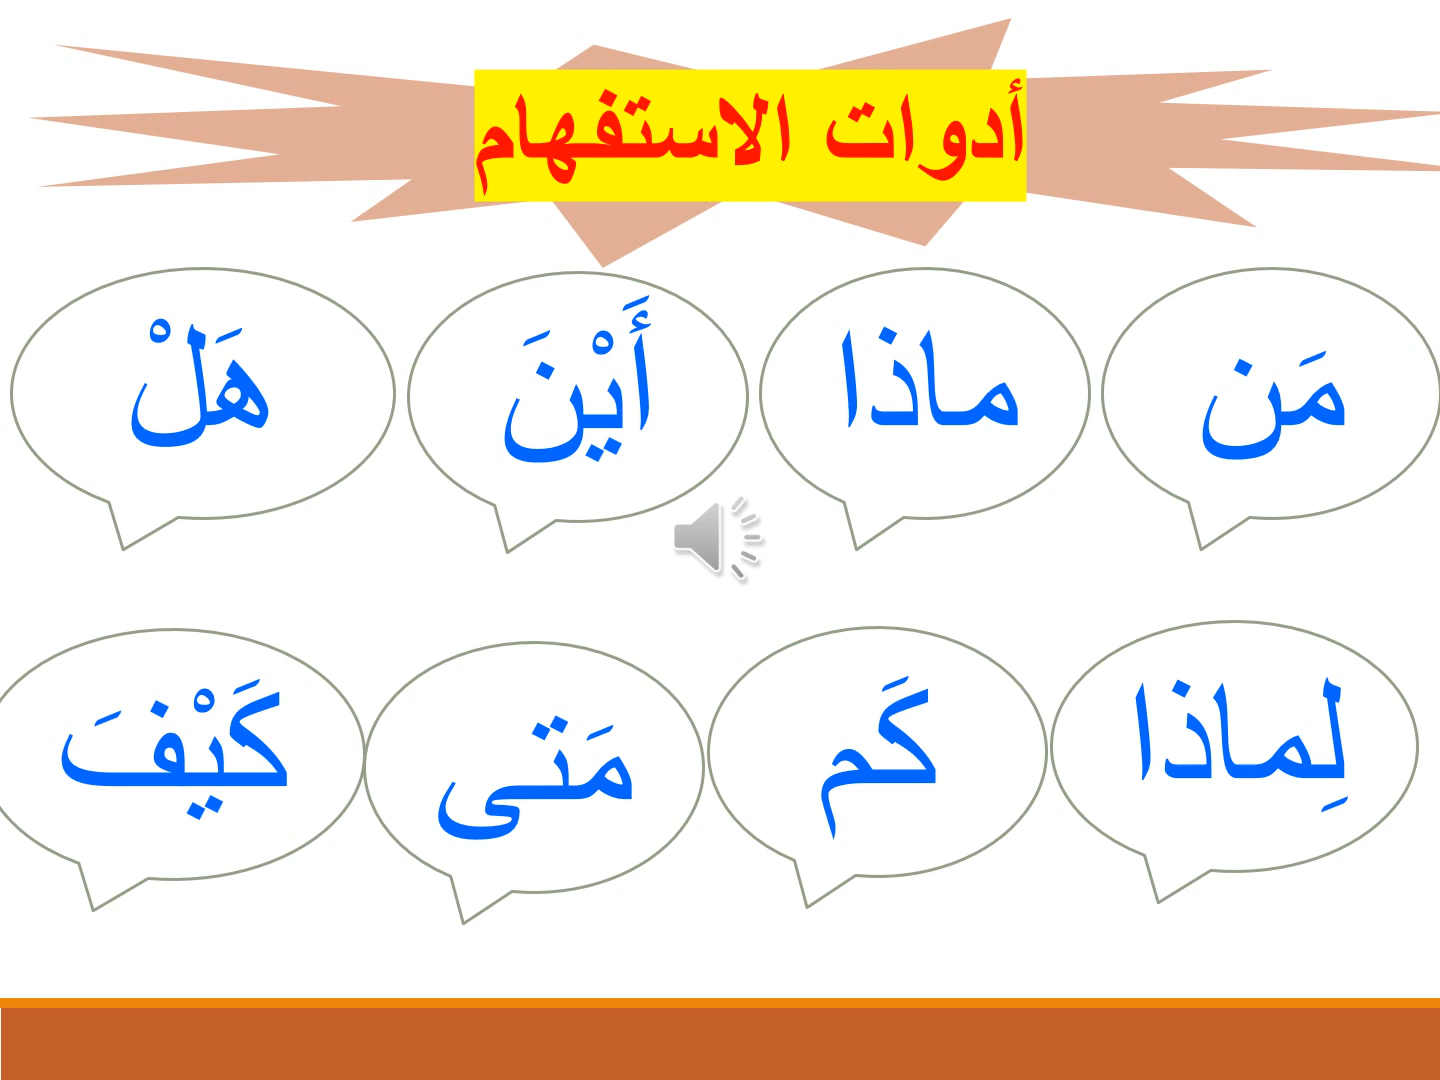 أدوات الاستفهام
مَن ماذا أَيْنَ هَلْ
لِماذا كَم مَتى كَيْفَ